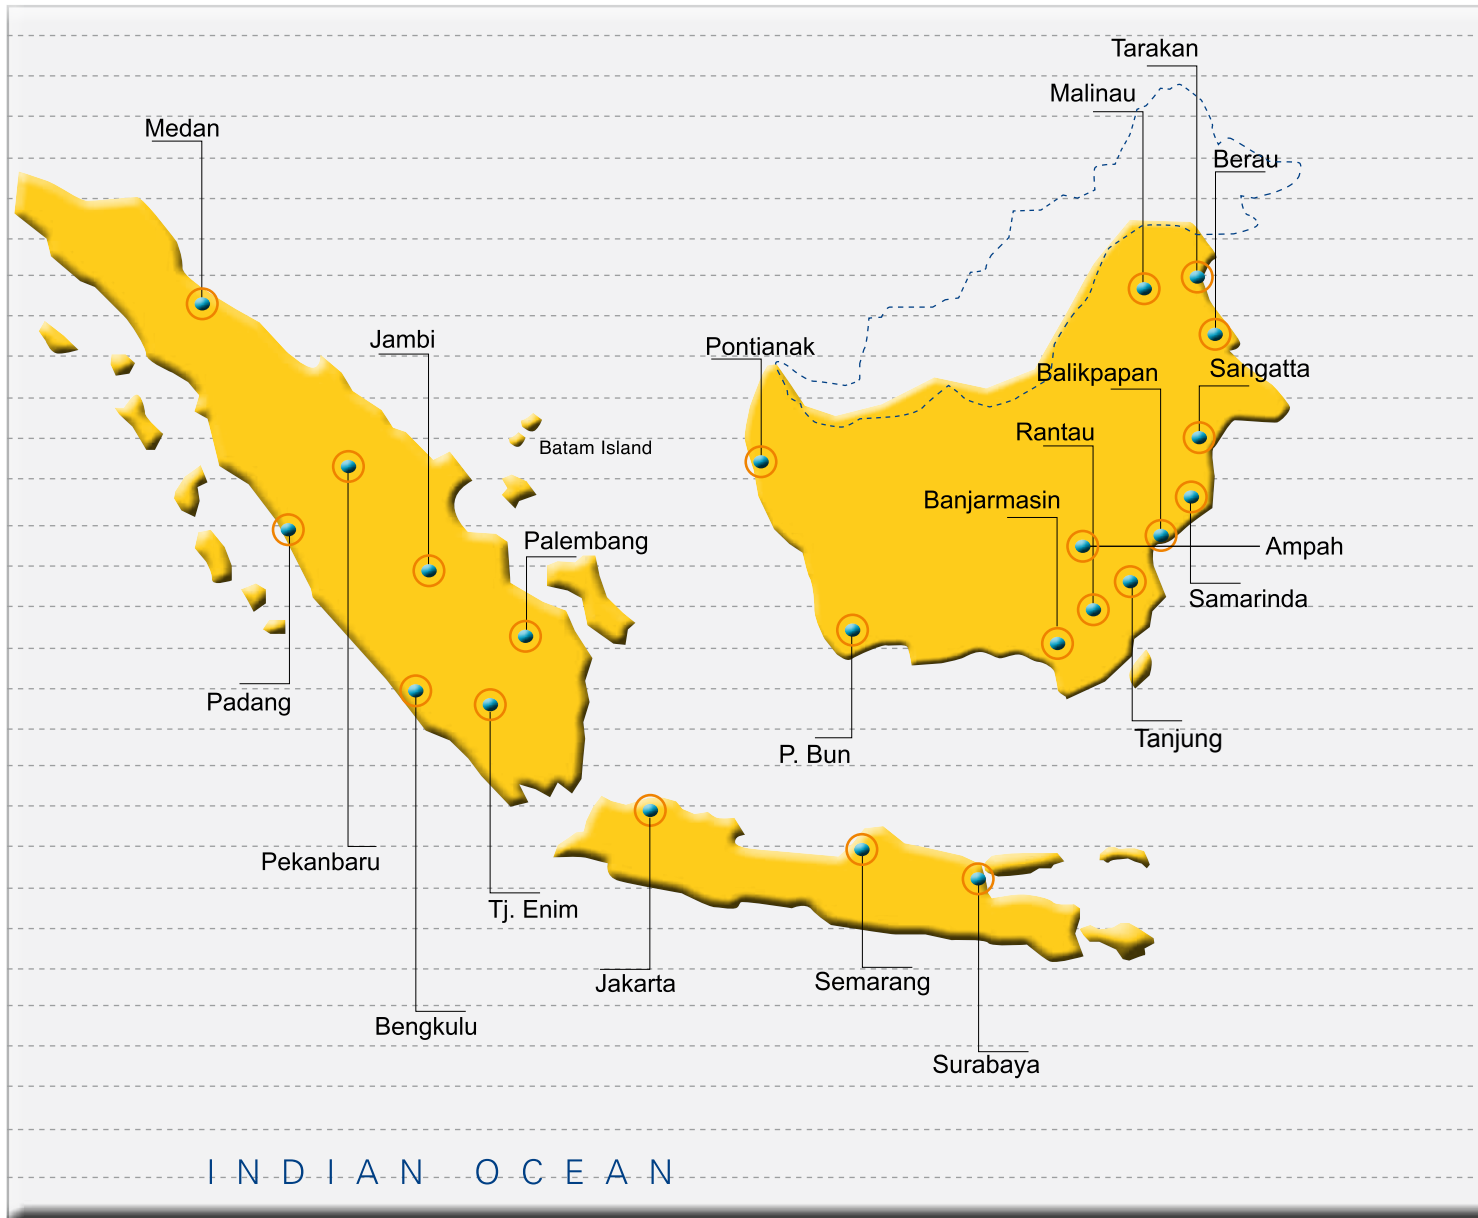 Tarakan
Malinau
Medan
Berau
Jambi
Pontianak
Sangatta
Balikpapan
Rantau
Batam Island
Banjarmasin
Palembang
Ampah
Samarinda
Padang
Tanjung
P. Bun
Pekanbaru
Tj. Enim
Jakarta
Semarang
Bengkulu
Surabaya
INDIAN OCEAN